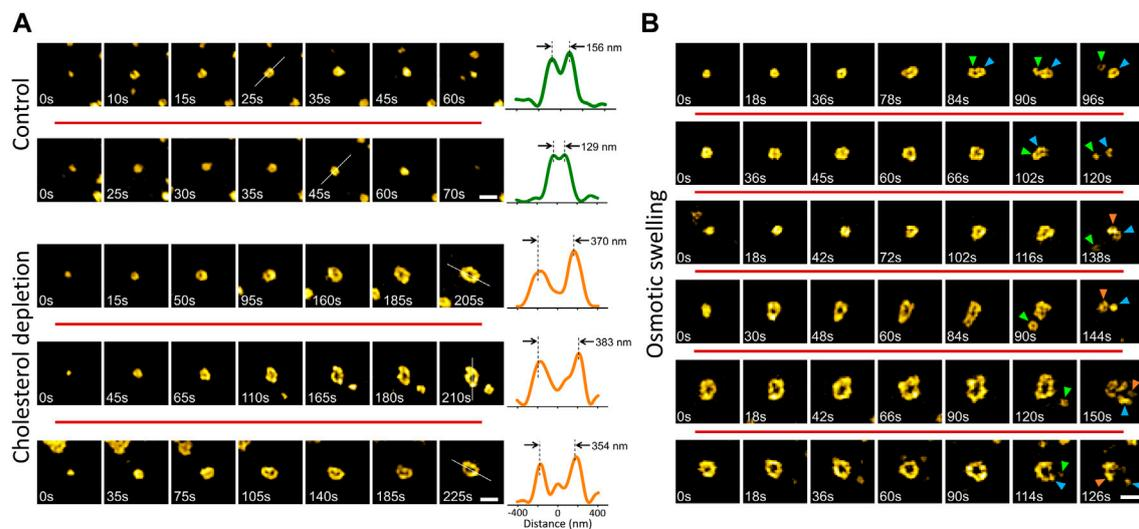 A
B
Control
0s 10s 15s 25s 35s 45s 60s
156 nm
0s 25s 30s 35s 45s 60s 70s
129 nm
Cholesterol depletion
0s 15s 50s 95s 160s 185s 205s
370 nm
0s 45s 65s 110s 165s 180s 210s
383 nm
0s 35s 75s 105s 140s 185s 225s
354 nm
-400 0 400
Distance (nm)
Osmotic swelling
0s 18s 36s 78s 84s 90s 96s
0s 36s 45s 60s 66s 102s 120s
0s 18s 42s 72s 102s 116s 138s
0s 30s 48s 60s 84s 90s 144s
0s 18s 42s 66s 90s 120s 150s
0s 18s 36s 60s 90s 114s 126s